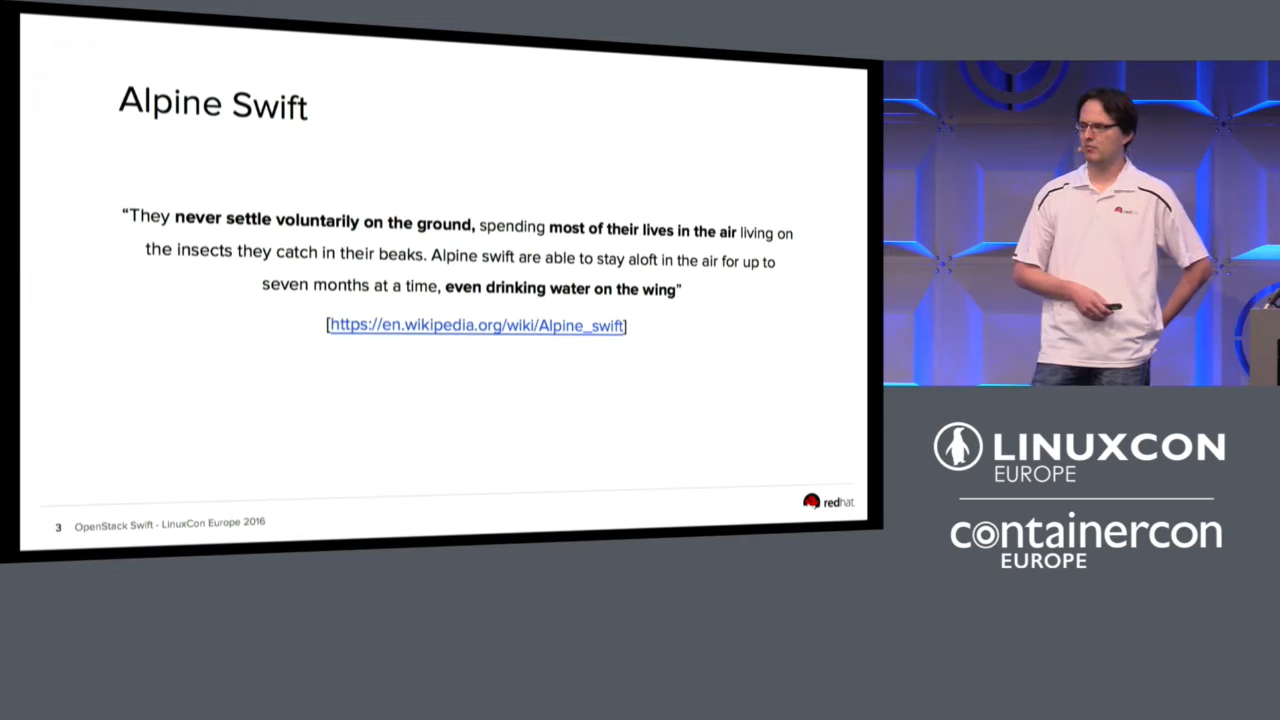 Alpine Swift
“They never settle voluntarily on the ground, spending most of their lives in the air living on
the insects they catch in their beaks. Alpine swift are able to stay aloft in the air for up to
seven months at a time, even drinking water on the wing”
[https://en.wikipedia.org/wiki/Alpine_swift]
3 OpenStack Swift - LinuxCon Europe 2016
redhat
LINUXCON
EUROPE
containercon
EUROPE